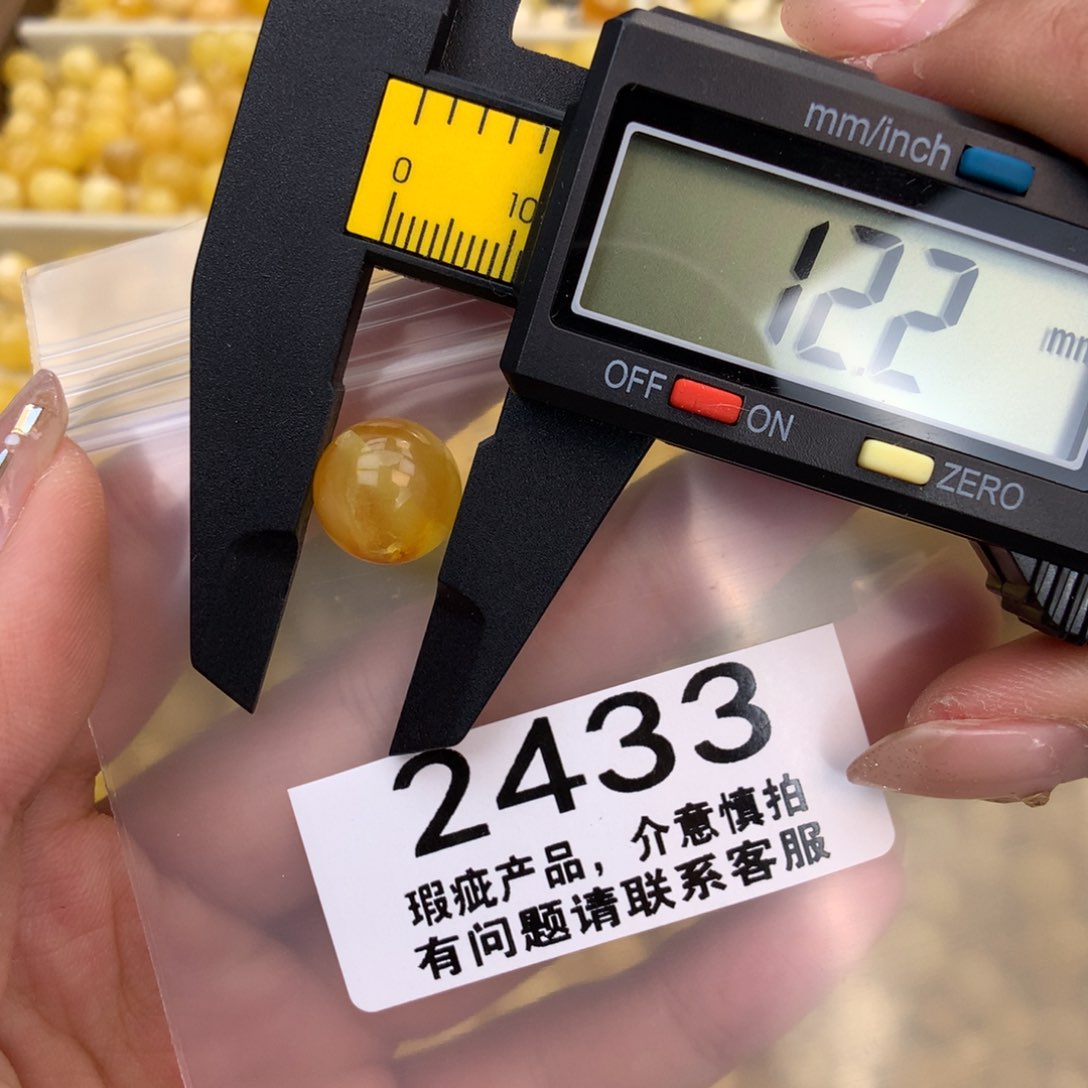 0
10
mm/inch
12.2
mm
OFF
ON
ZERO
2433
瑕疵产品，介意慎拍
有问题请联系客服